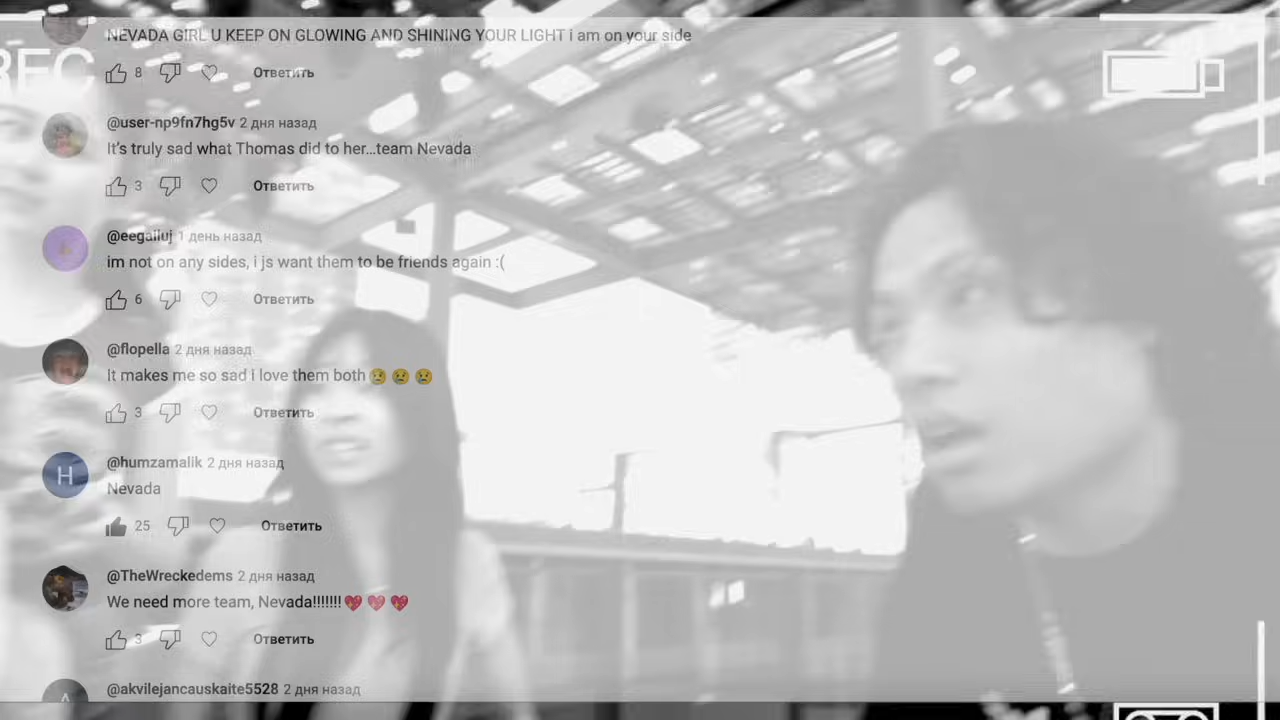 REC
NEVADA GIRL U KEEP ON GLOWING AND SHINING YOUR LIGHT i am on your side
8 Ответить
@user-np9fn7hg5v 2 дня назад
It's truly sad what Thomas did to her...team Nevada
3 Ответить
@eegailuj 1 день назад
im not on any sides, i js want them to be friends again :(
6 Ответить
@flopella 2 дня назад
It makes me so sad i love them both😢😢😢
3 Ответить
H
@humzamalik 2 дня назад
Nevada
25 Ответить
@TheWreckedems 2 дня назад
We need more team, Nevada!!!!!!!💖💖💖
3 Ответить
A
@akvilejancauskaite5528 2 дня назад